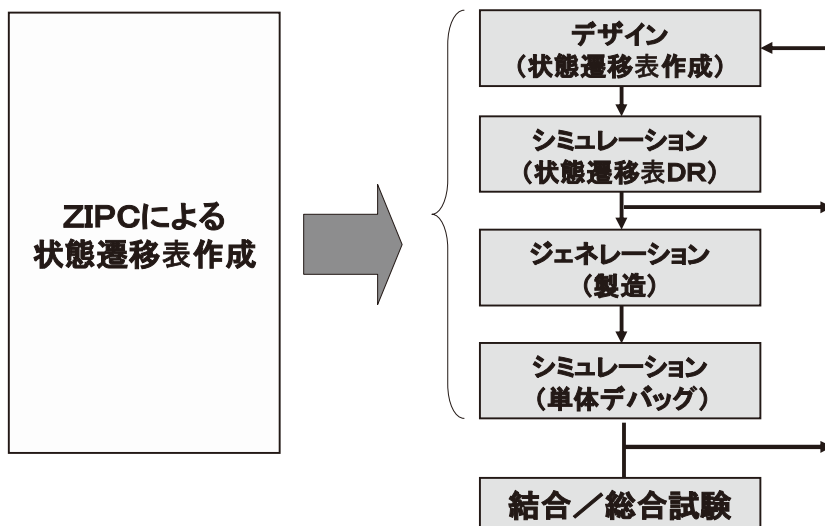 ZIPCによる
状態遷移表作成
デザイン
（状態遷移表作成）
シミュレーション
（状態遷移表DR）
ジェネレーション
（製造）
シミュレーション
（単体デバッグ）
結合／総合試験